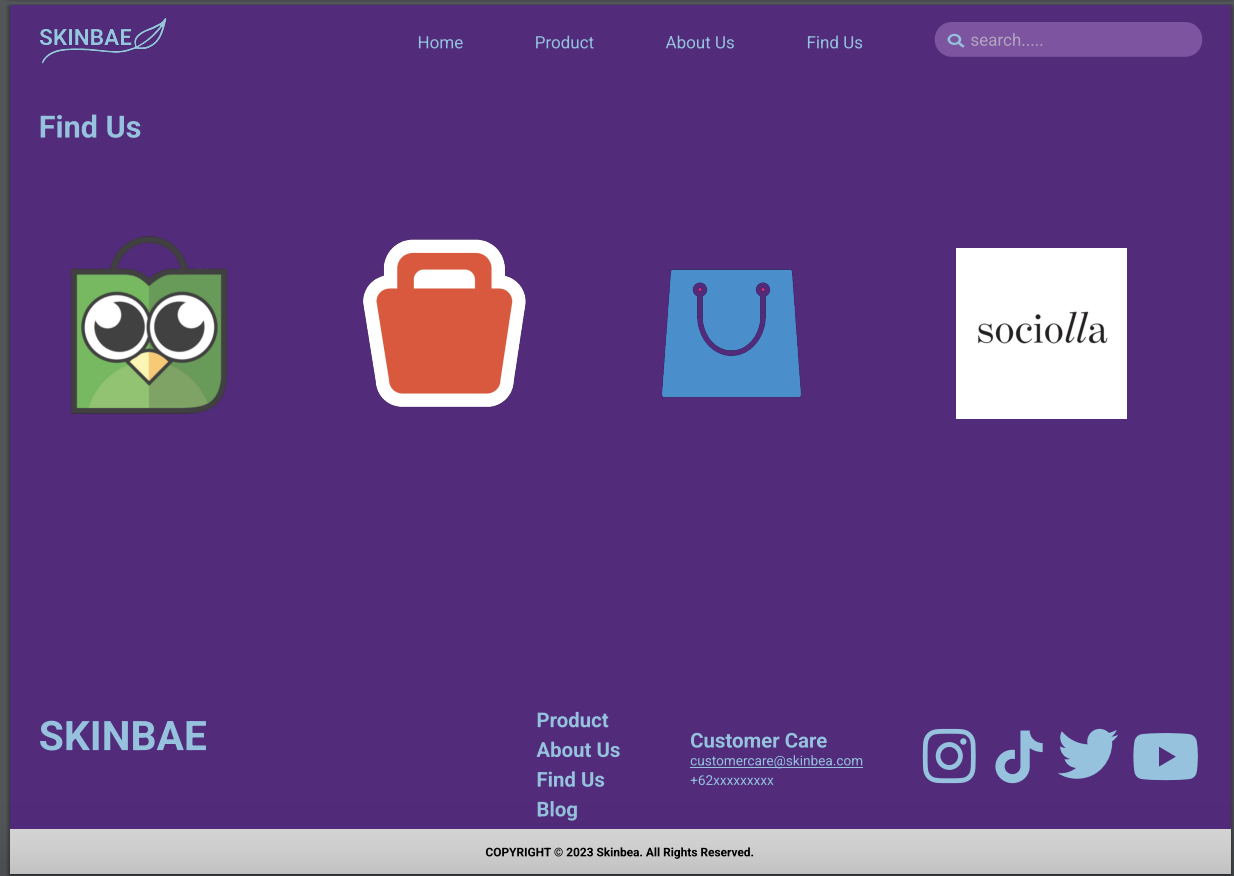 SKINBAE
Home
Product
About Us
Find Us
search.....
Find Us
sociolla
SKINBAE
Product
About Us
Find Us
Blog
Customer Care
customercare@skinbea.com
+62xxxxxxxxx
COPYRIGHT © 2023 Skinbea. All Rights Reserved.